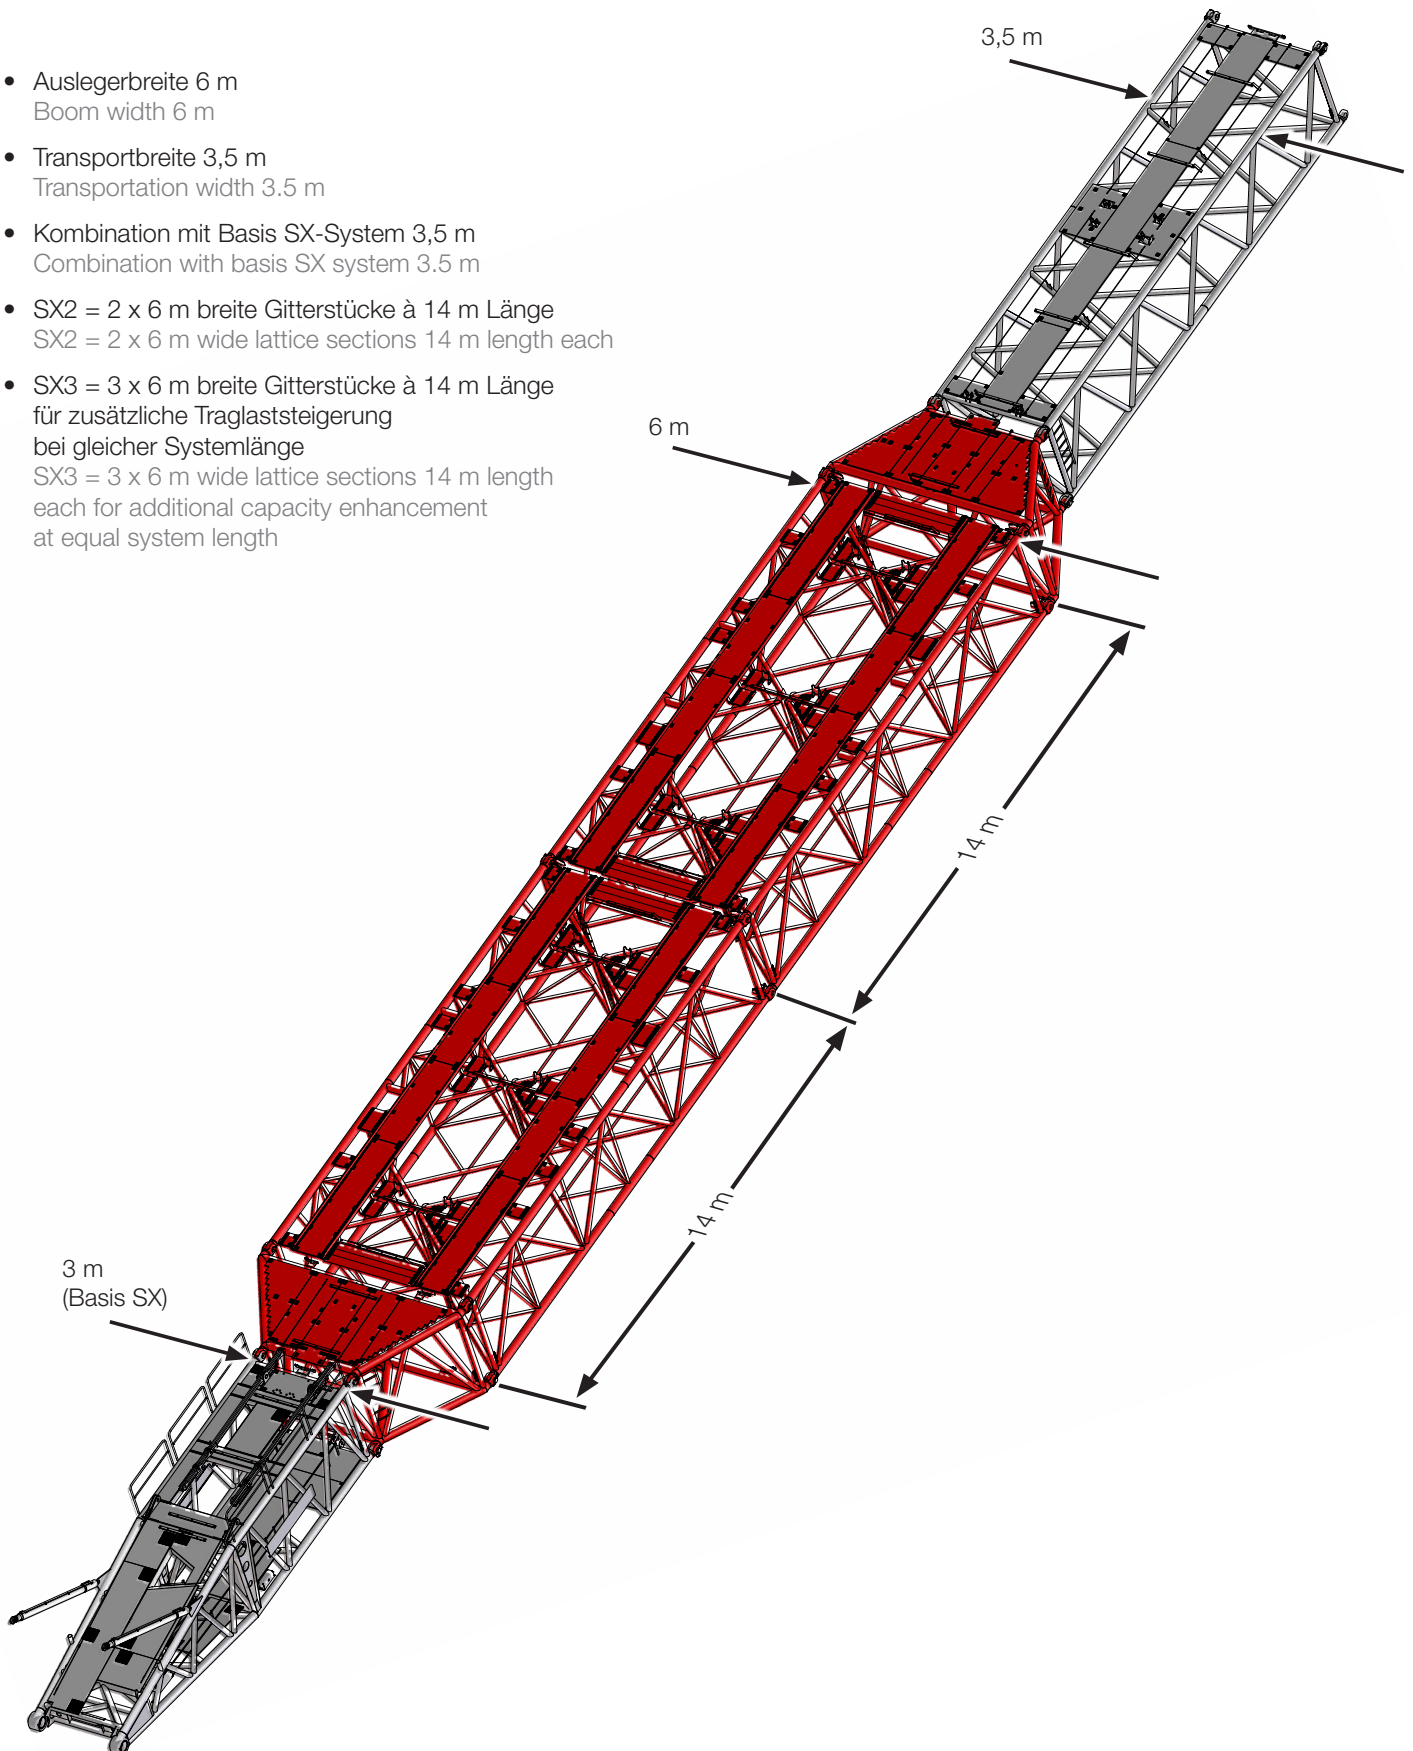 • Auslegerbreite 6 m
Boom width 6 m
• Transportbreite 3,5 m
Transportation width 3.5 m
• Kombination mit Basis SX-System 3,5 m
Combination with basis SX system 3.5 m
• SX2 = 2 x 6 m breite Gitterstücke à 14 m Länge
SX2 = 2 x 6 m wide lattice sections 14 m length each
• SX3 = 3 x 6 m breite Gitterstücke à 14 m Länge
für zusätzliche Traglaststeigerung
bei gleicher Systemlänge
SX3 = 3 x 6 m wide lattice sections 14 m length
each for additional capacity enhancement
at equal system length
3,5 m
6 m
14 m
14 m
3 m
(Basis SX)